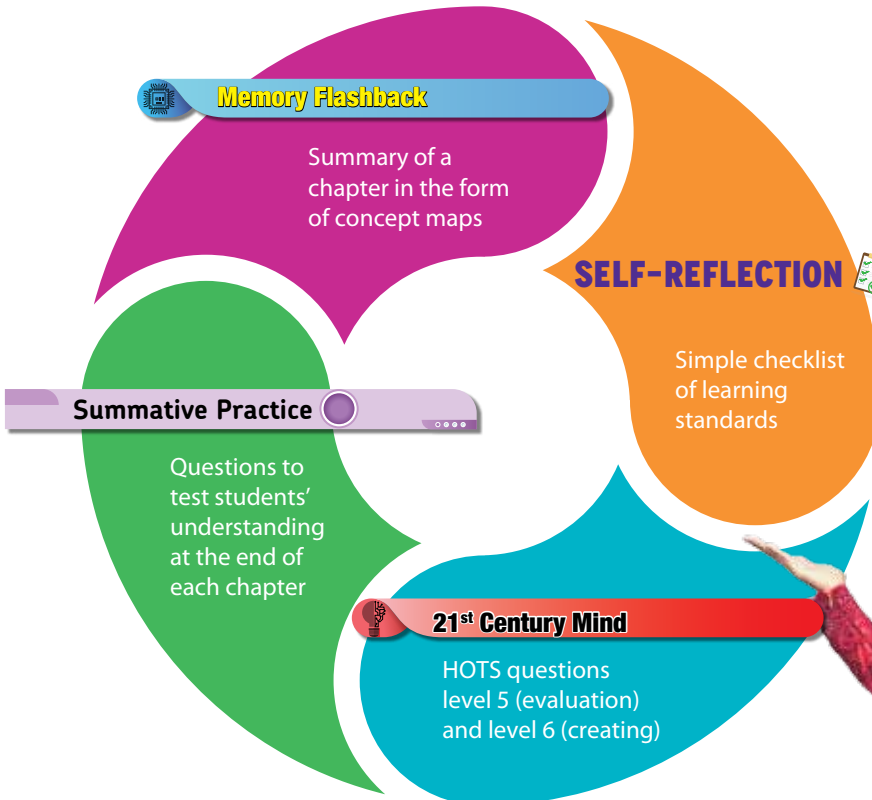 Memory Flashback
Summary of a
chapter in the form
of concept maps
SELF-REFLECTION
Simple checklist
of learning
standards
Summative Practice
Questions to
test students’
understanding
at the end of
each chapter
21st Century Mind
HOTS questions
level 5 (evaluation)
and level 6 (creating)